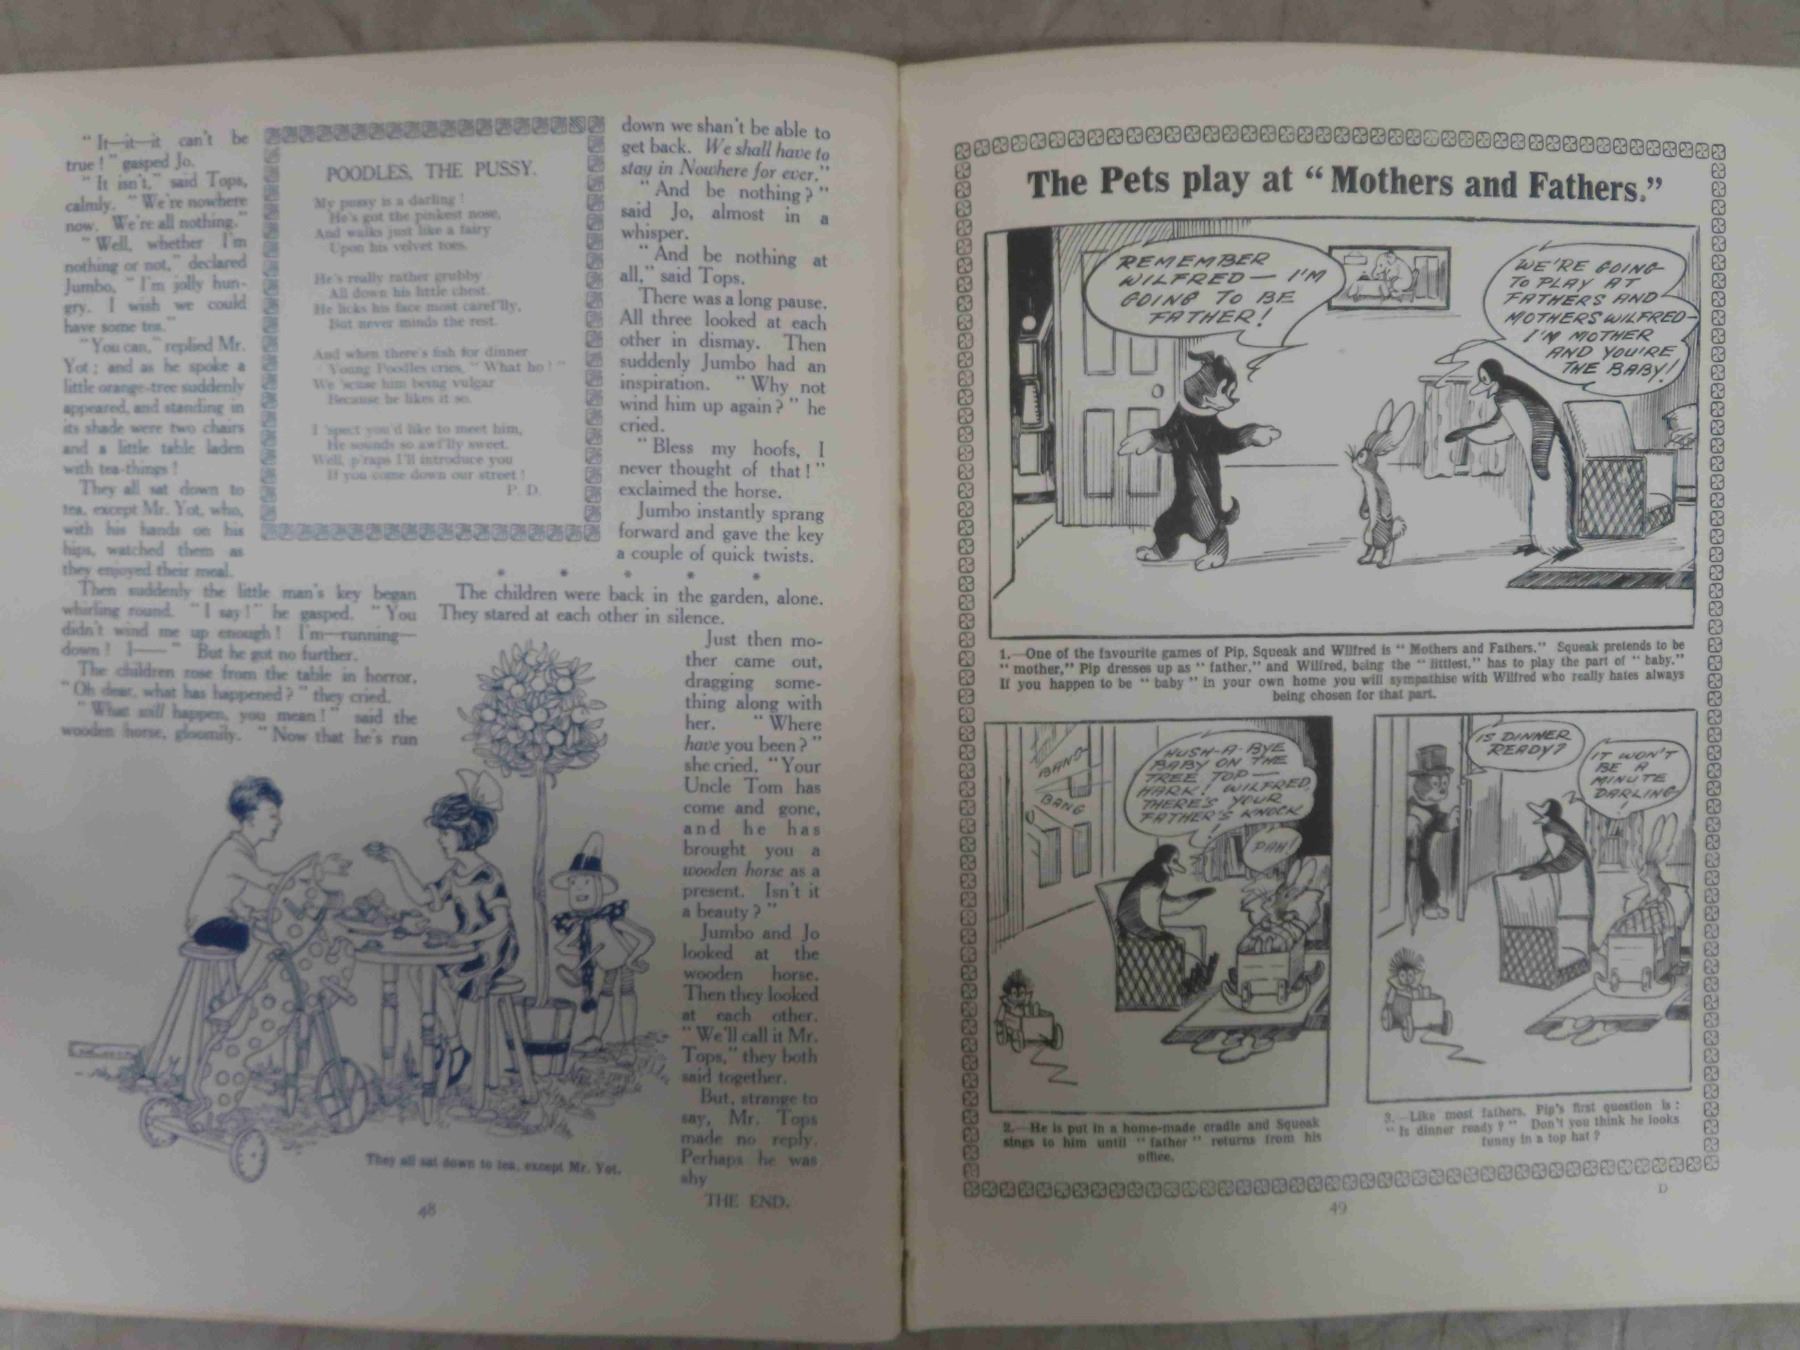 "It—it—it can't be
true!" gasped Jo.
"It isn't," said Tops,
calmly. "We're nowhere
now. We're all nothing."
"Well, whether I'm
nothing or not," declared
Jumbo, "I'm jolly hun-
gry. I wish we could
have some tea."
"You can," replied Mr.
Yot; and as he spoke a
little orange-tree suddenly
appeared, and standing in
its shade were two chairs
and a little table laden
with tea-things!
They all sat down to
tea, except Mr. Yot, who,
with his hands on his
hips, watched them as
they enjoyed their meal.
Then suddenly the little man's key began
whirling round. "I say!" he gasped. "You
didn't wind me up enough! I'm—running—
down! I——" But he got no further.
The children rose from the table in horror.
"Oh dear, what has happened?" they cried.
"What will happen, you mean!" said the
wooden horse, gloomily. "Now that he's run
POODLES, THE PUSSY.
My pussy is a darling!
He's got the pinkest nose,
And walks just like a fairy
Upon his velvet toes.
He's really rather grubby
All down his little chest.
He licks his face most caref'lly,
But never minds the rest.
And when there's fish for dinner
Young Poodles cries, "What ho!"
We 'scuse him being vulgar
Because he likes it so.
I 'spect you'd like to meet him,
He sounds so awf'lly sweet.
Well, p'raps I'll introduce you
If you come down our street!
P. D.
down we shan't be able to
get back. We shall have to
stay in Nowhere for ever."
"And be nothing?"
said Jo, almost in a
whisper.
"And be nothing at
all," said Tops.
There was a long pause.
All three looked at each
other in dismay. Then
suddenly Jumbo had an
inspiration. "Why not
wind him up again?" he
cried.
"Bless my hoofs, I
never thought of that!"
exclaimed the horse.
Jumbo instantly sprang
forward and gave the key
a couple of quick twists.
* * * * *
The children were back in the garden, alone.
They stared at each other in silence.
Just then mo-
ther came out,
dragging some-
thing along with
her. "Where
have you been?"
she cried. "Your
Uncle Tom has
come and gone,
and he has
brought you a
wooden horse as a
present. Isn't it
a beauty?"
Jumbo and Jo
looked at the
wooden horse.
Then they looked
at each other.
"We'll call it Mr.
Tops," they both
said together.
But, strange to
say, Mr. Tops
made no reply.
Perhaps he was
shy
THE END.
They all sat down to tea, except Mr. Yot.
48
The Pets play at "Mothers and Fathers."
REMEMBER
WILFRED — I'M
GOING TO BE
FATHER!
WE'RE GOING
TO PLAY AT
FATHERS AND
MOTHERS WILFRED—
I'M MOTHER
AND YOU'RE
THE BABY!
1.—One of the favourite games of Pip, Squeak and Wilfred is "Mothers and Fathers." Squeak pretends to be
"mother," Pip dresses up as "father," and Wilfred, being the "littlest," has to play the part of "baby."
If you happen to be "baby" in your own home you will sympathise with Wilfred who really hates always
being chosen for that part.
BANG
BANG
HUSH-A-BYE
BABY ON THE
TREE TOP —
HARK! WILFRED,
THERE'S YOUR
FATHER'S KNOCK
!
PAH!
2.—He is put in a home-made cradle and Squeak
sings to him until "father" returns from his
office.
IS DINNER
READY?
IT WON'T
BE A
MINUTE
DARLING
!
3.—Like most fathers, Pip's first question is:
"Is dinner ready?" Don't you think he looks
funny in a top hat?
49
D